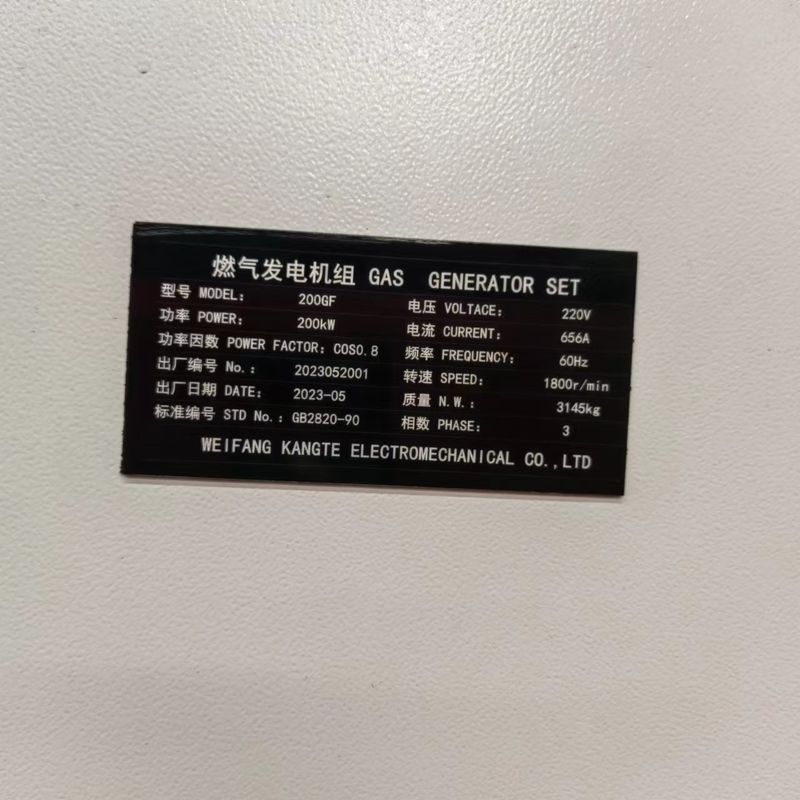 燃气发电机组 GAS GENERATOR SET
型号 MODEL: 200GF
功率 POWER: 200kW
功率因数 POWER FACTOR: COS0.8
出厂编号 No.: 2023052001
出厂日期 DATE: 2023-05
标准编号 STD No.: GB2820-90
电压 VOLTACE: 220V
电流 CURRENT: 656A
频率 FREQUENCY: 60Hz
转速 SPEED: 1800r/min
质量 N.W.: 3145kg
相数 PHASE: 3
WEIFANG KANGTE ELECTROMECHANICAL CO.,LTD